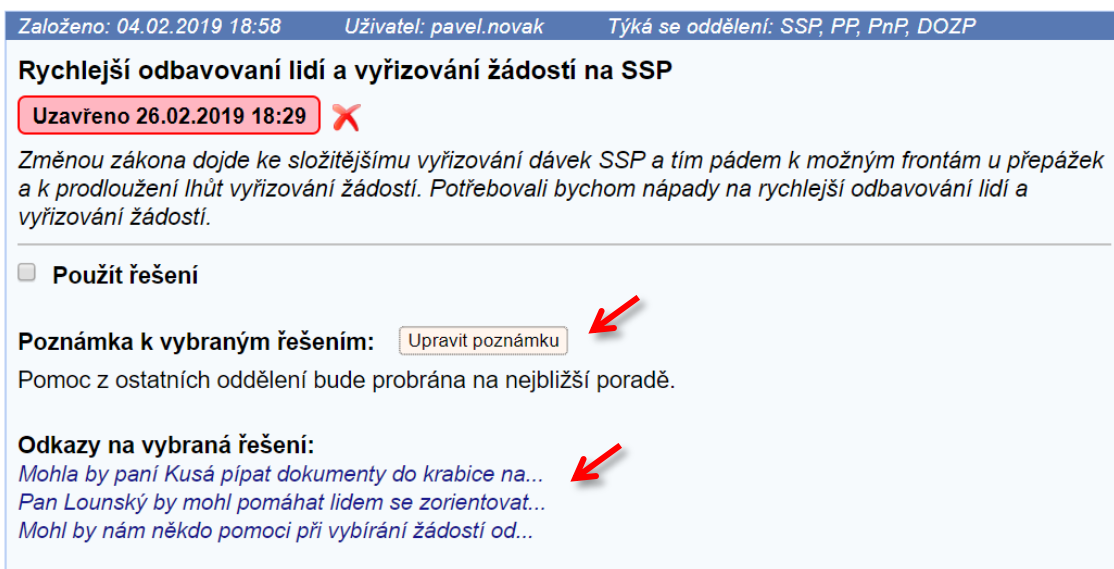 Založeno: 04.02.2019 18:58 Uživatel: pavel.novak Týká se oddělení: SSP, PP, PnP, DOZP
Rychlejší odbavovaní lidí a vyřizování žádostí na SSP
Uzavřeno 26.02.2019 18:29
Změnou zákona dojde ke složitějšímu vyřizování dávek SSP a tím pádem k možným frontám u přepážek
a k prodloužení lhůt vyřizování žádostí. Potřebovali bychom nápady na rychlejší odbavování lidí a
vyřizování žádostí.
Použít řešení
Poznámka k vybraným řešením: Upravit poznámku
Pomoc z ostatních oddělení bude probrána na nejbližší poradě.
Odkazy na vybraná řešení:
Mohla by paní Kusá pípat dokumenty do krabice na...
Pan Lounský by mohl pomáhat lidem se zorientovat...
Mohl by nám někdo pomoci při vybírání žádostí od...